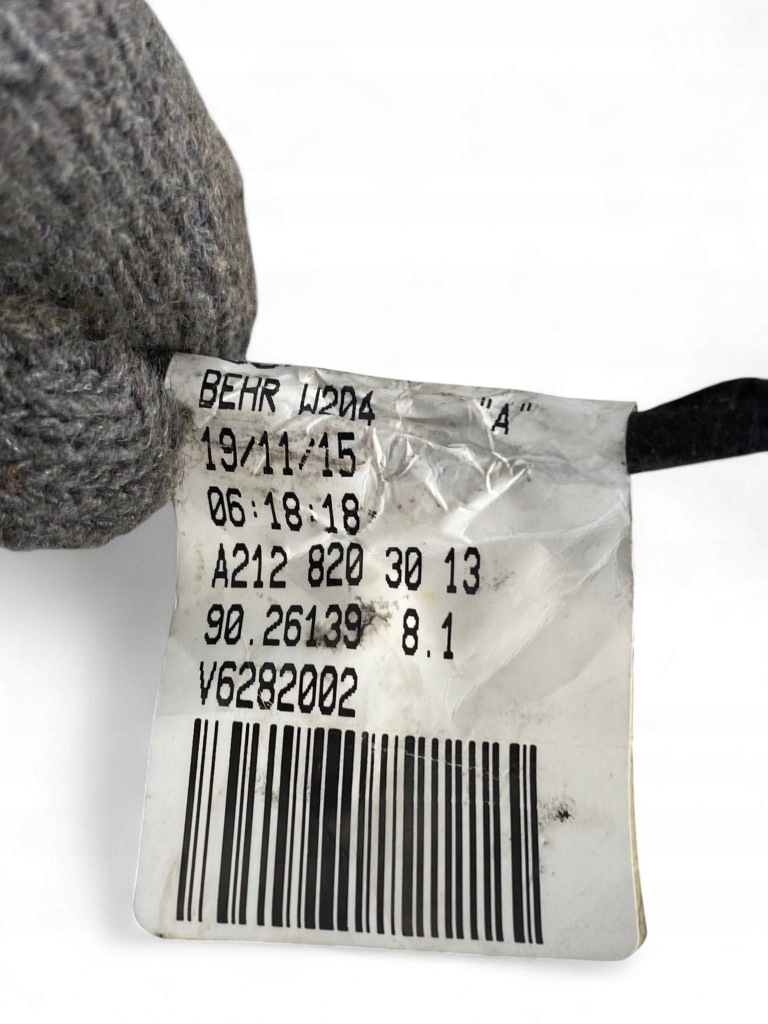 BEHR W204 "A"
19/11/15
06:18:18
A212 820 30 13
90.26139 8.1
V6282002